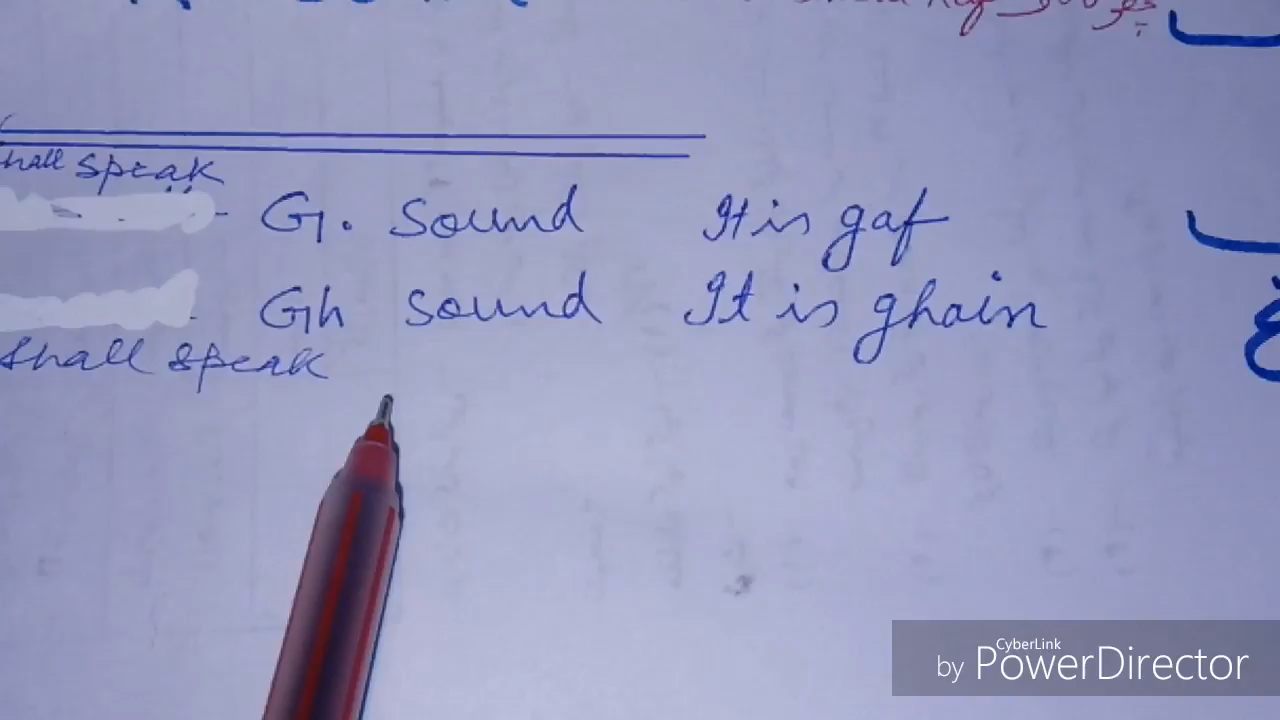 shall speak
G. Sound It is gaf
Gh sound It is ghain غ
shall speak
CyberLink
by PowerDirector